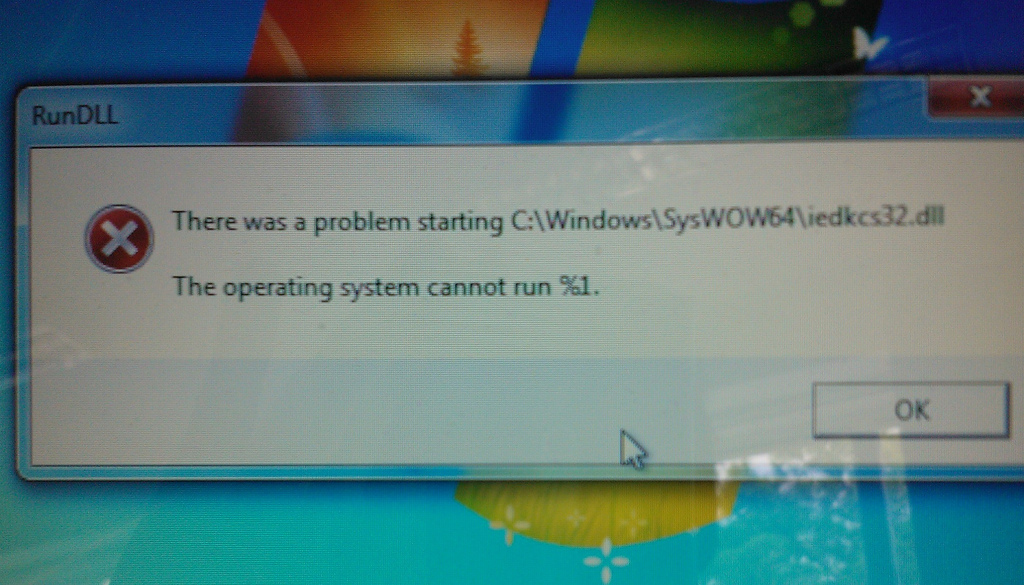 RunDLL
There was a problem starting C:\Windows\SysWOW64\iedkcs32.dll
The operating system cannot run %1.
OK